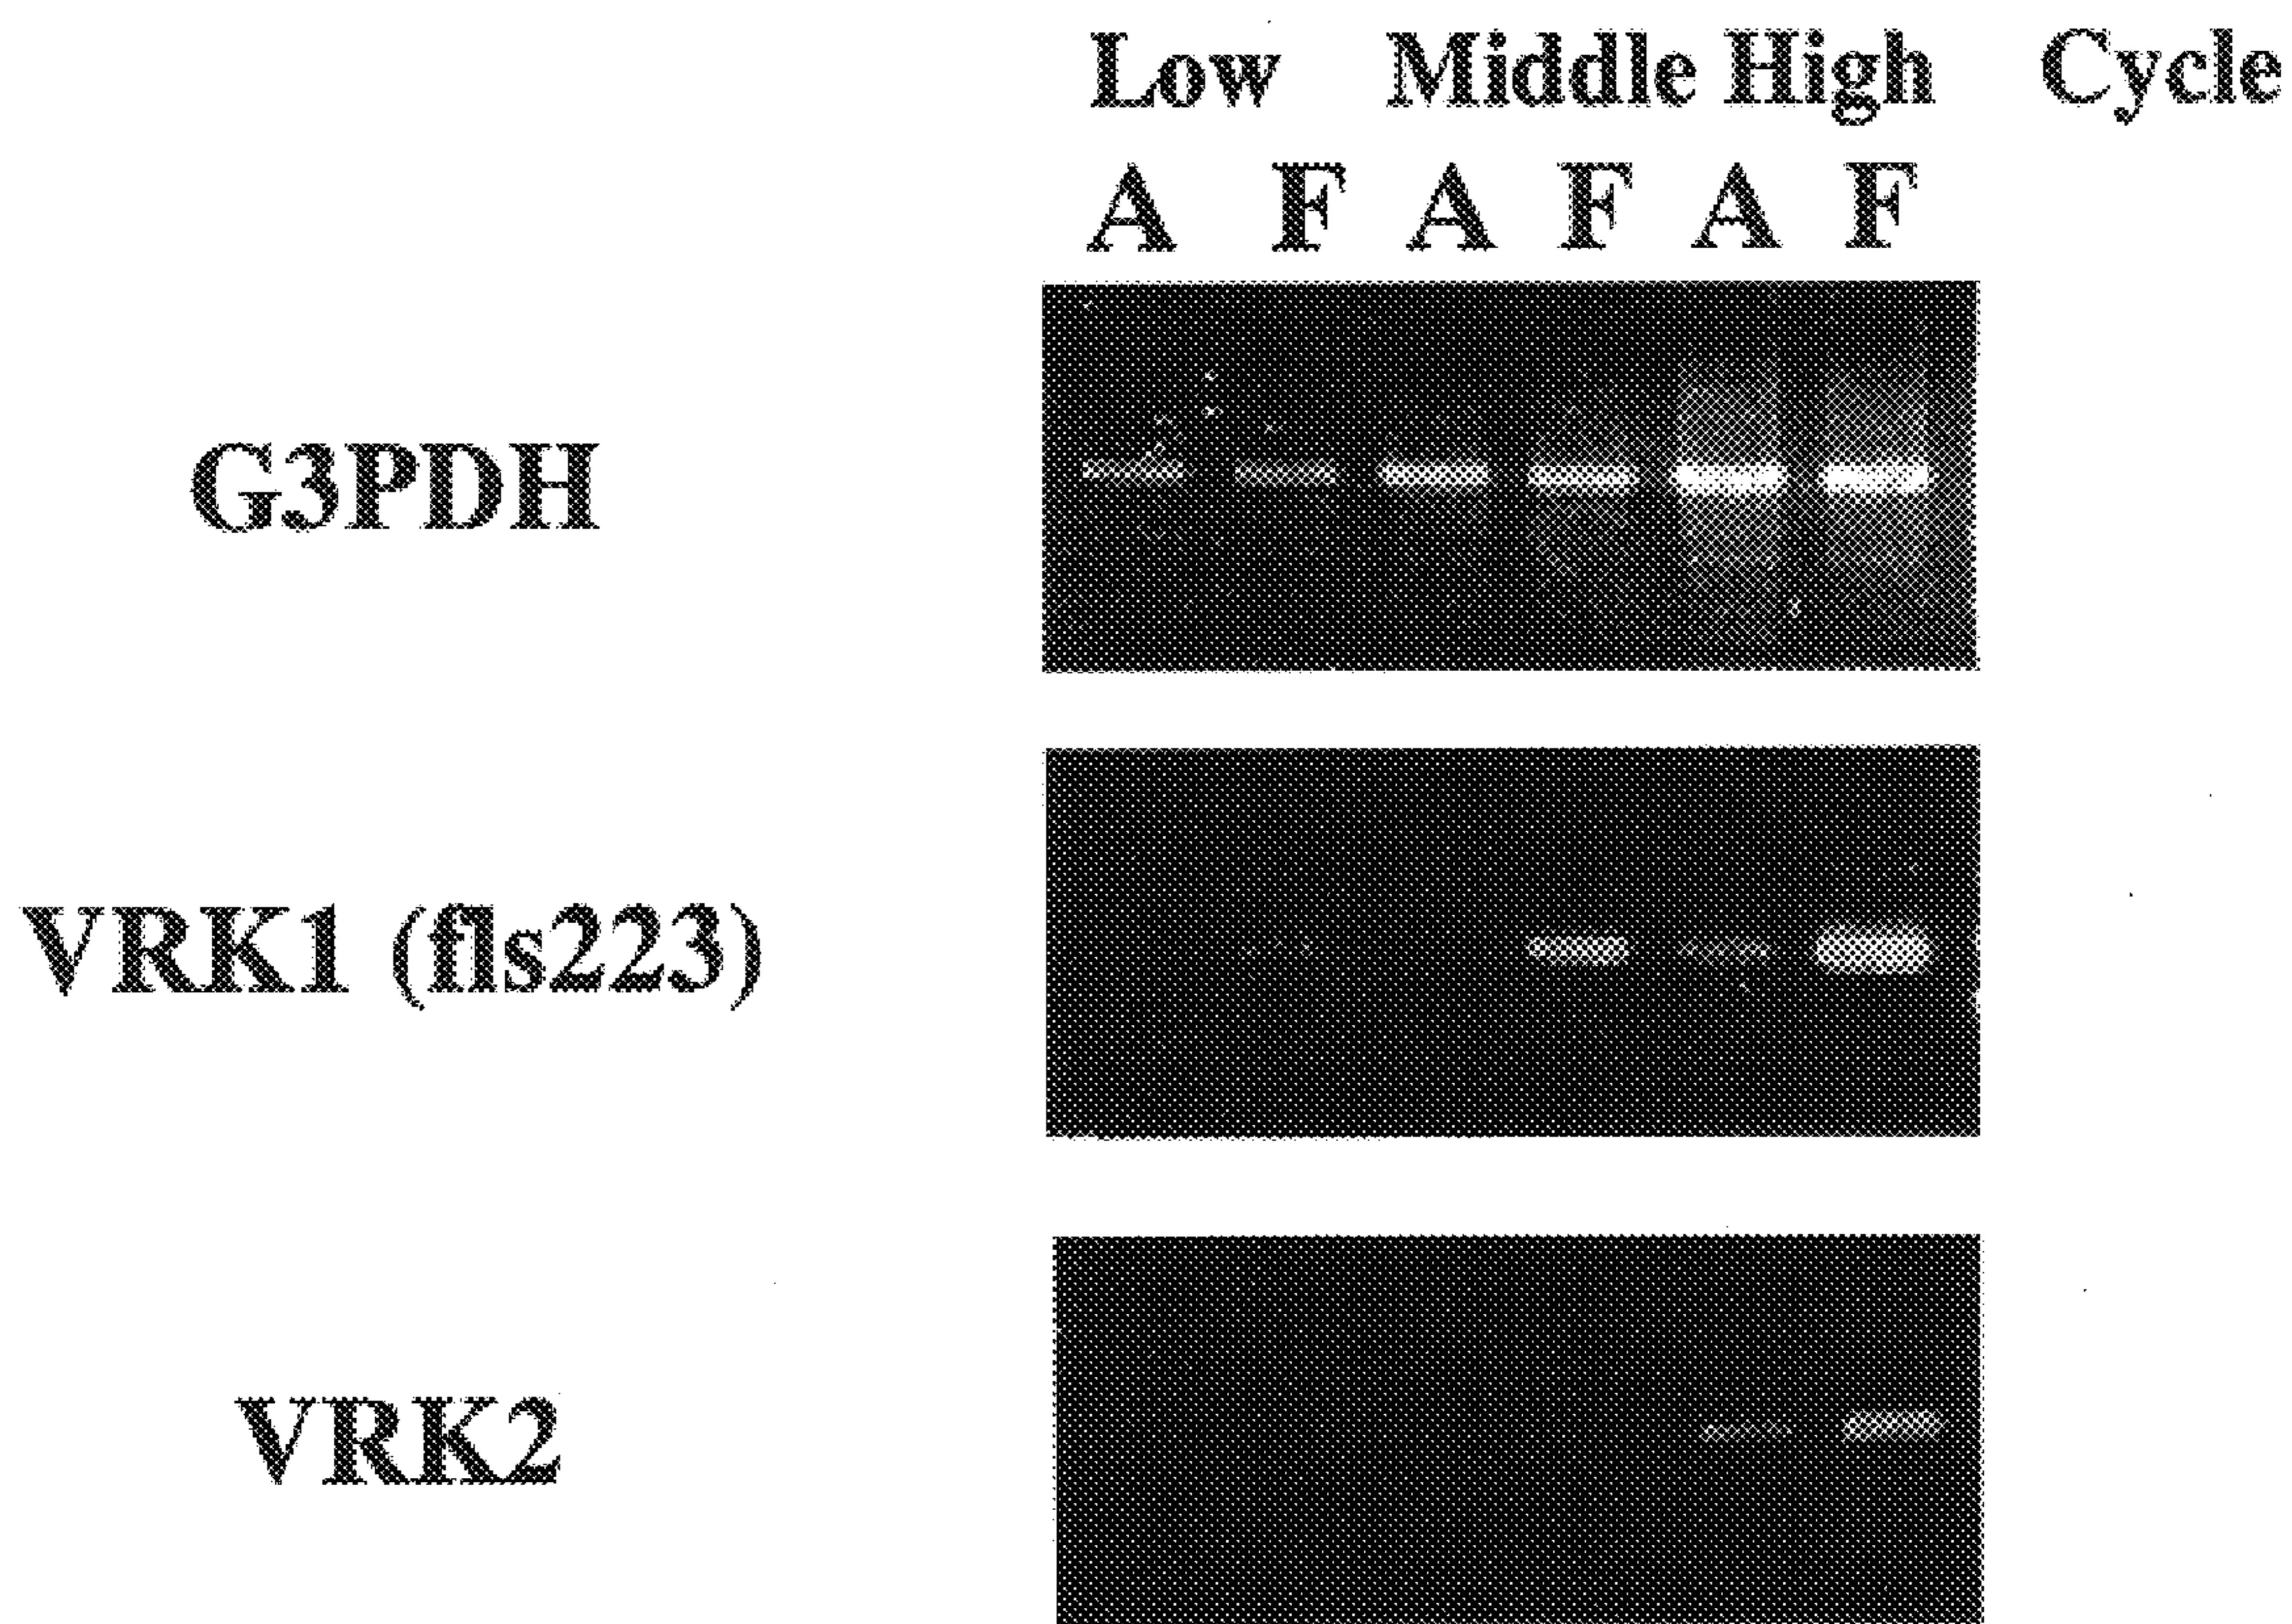 Low Middle High Cycle
A F A F A F
G3PDH
VRK1 (fls223)
VRK2